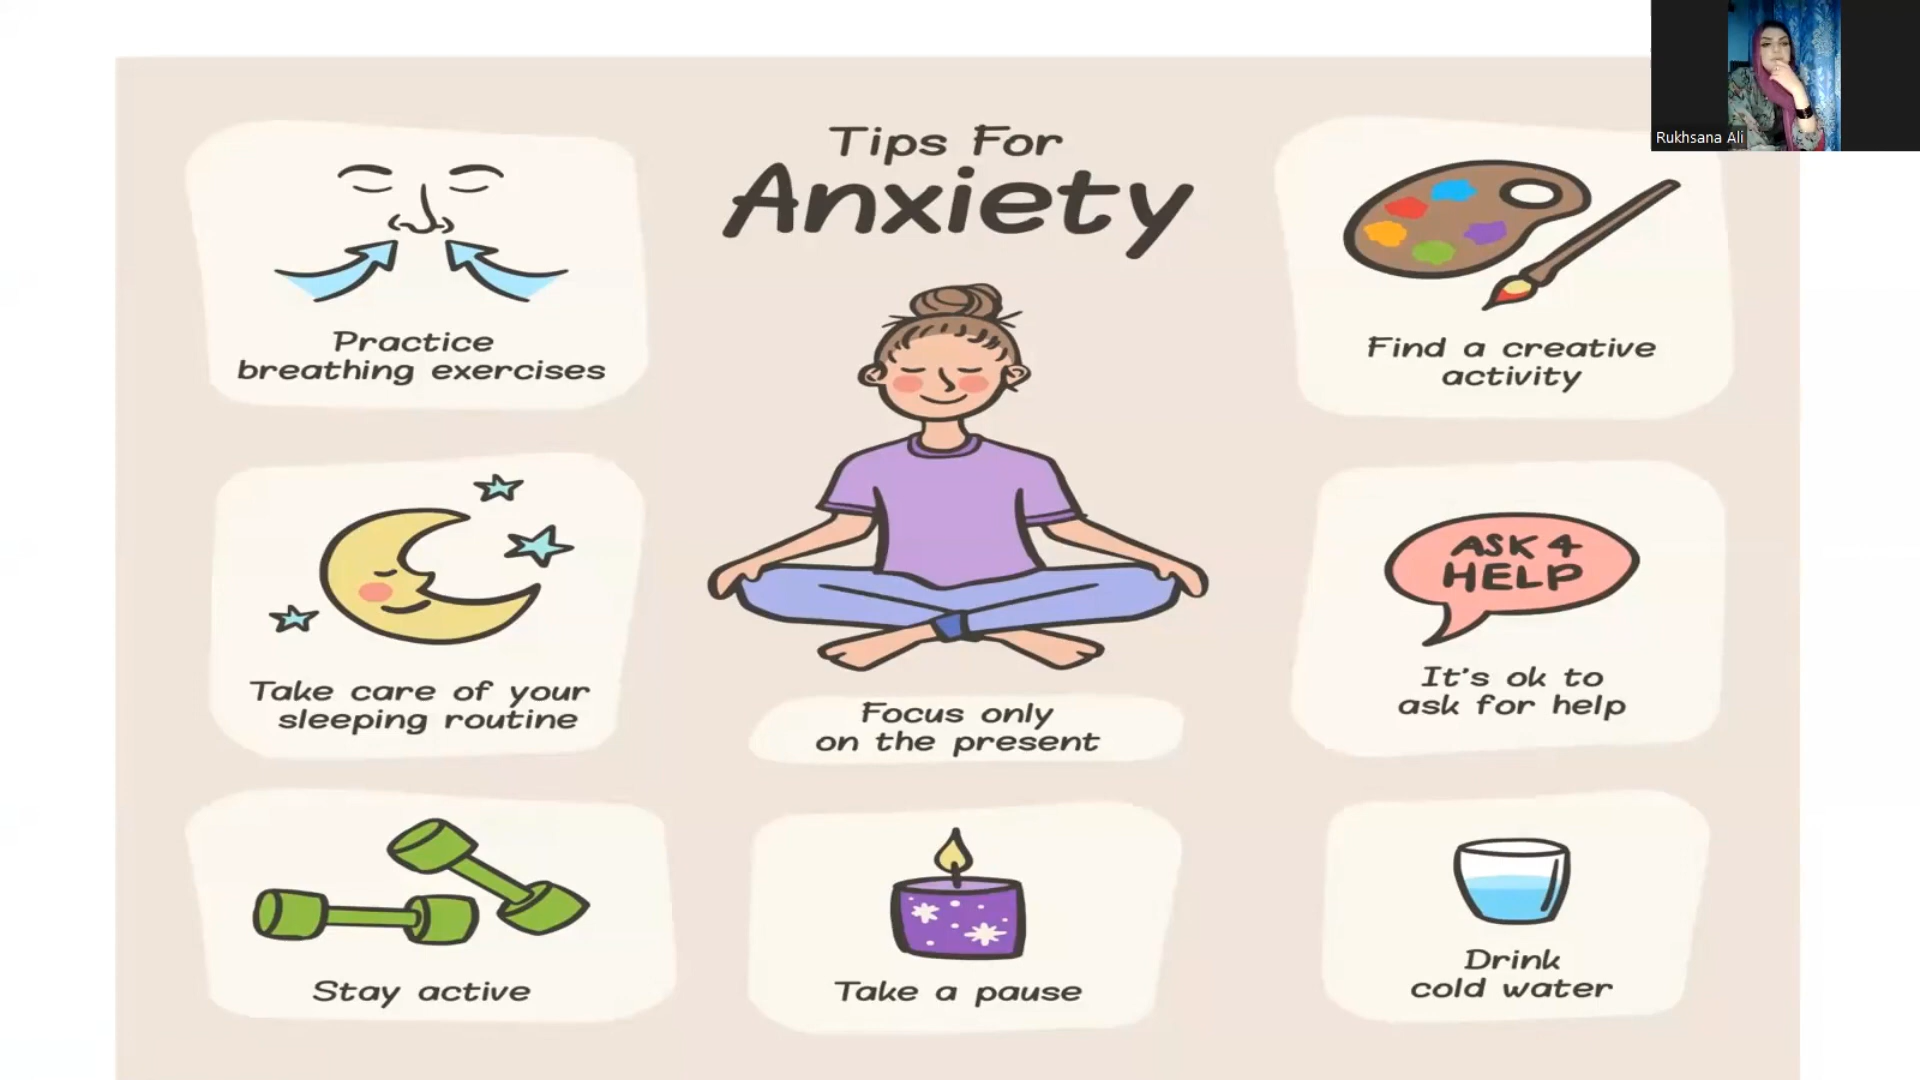 Tips For
Anxiety
Practice
breathing exercises
Find a creative
activity
Take care of your
sleeping routine
Focus only
on the present
ASK 4
HELP
It's ok to
ask for help
Stay active
Take a pause
Drink
cold water
Rukhsana Ali